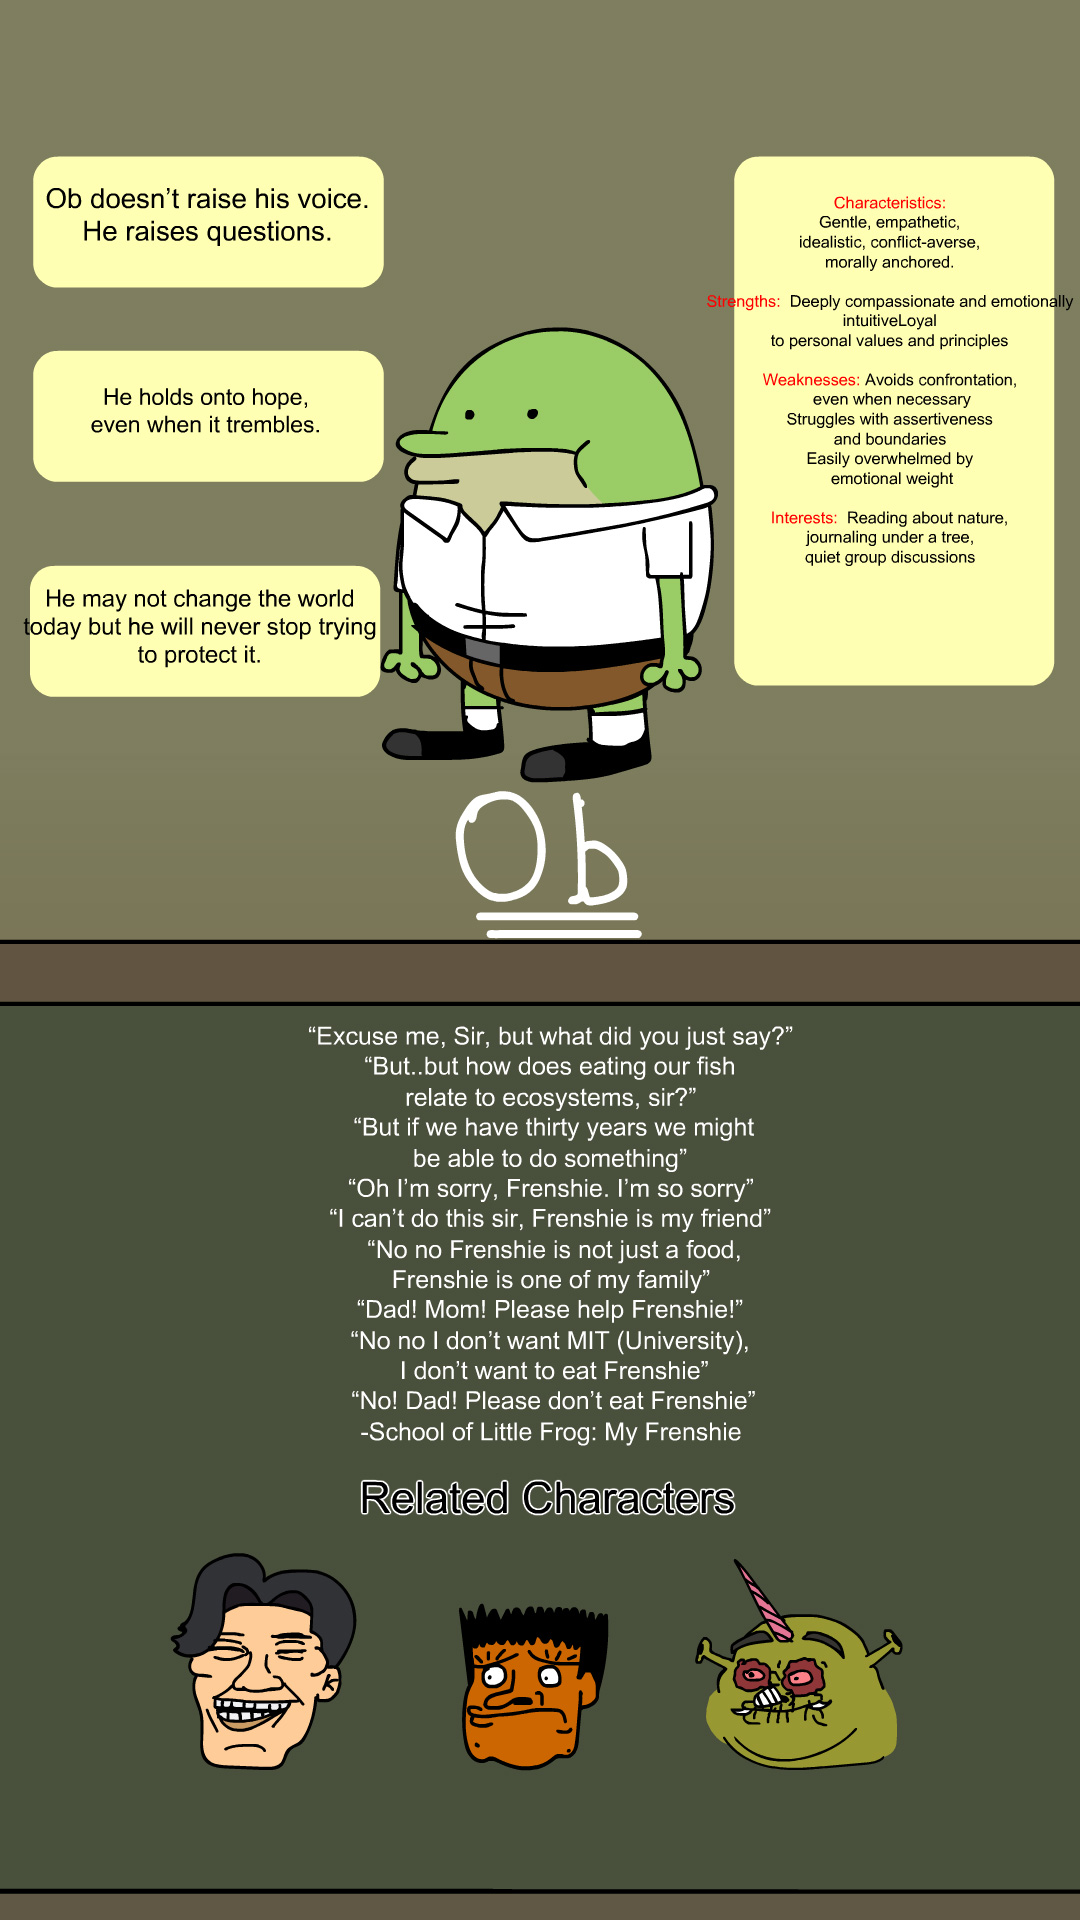 Ob doesn’t raise his voice.
He raises questions.
He holds onto hope,
even when it trembles.
He may not change the world
today but he will never stop trying
to protect it.
Characteristics:
Gentle, empathetic,
idealistic, conflict-averse,
morally anchored.
Strengths:  Deeply compassionate and emotionally
intuitiveLoyal
to personal values and principles
Weaknesses: Avoids confrontation,
even when necessary
Struggles with assertiveness
and boundaries
Easily overwhelmed by
emotional weight
Interests:  Reading about nature,
journaling under a tree,
quiet group discussions
Ob
“Excuse me, Sir, but what did you just say?”
“But..but how does eating our fish
relate to ecosystems, sir?”
“But if we have thirty years we might
be able to do something”
“Oh I’m sorry, Frenshie. I’m so sorry”
“I can’t do this sir, Frenshie is my friend”
“No no Frenshie is not just a food,
Frenshie is one of my family”
“Dad! Mom! Please help Frenshie!”
“No no I don’t want MIT (University),
I don’t want to eat Frenshie”
“No! Dad! Please don’t eat Frenshie”
-School of Little Frog: My Frenshie
Related Characters